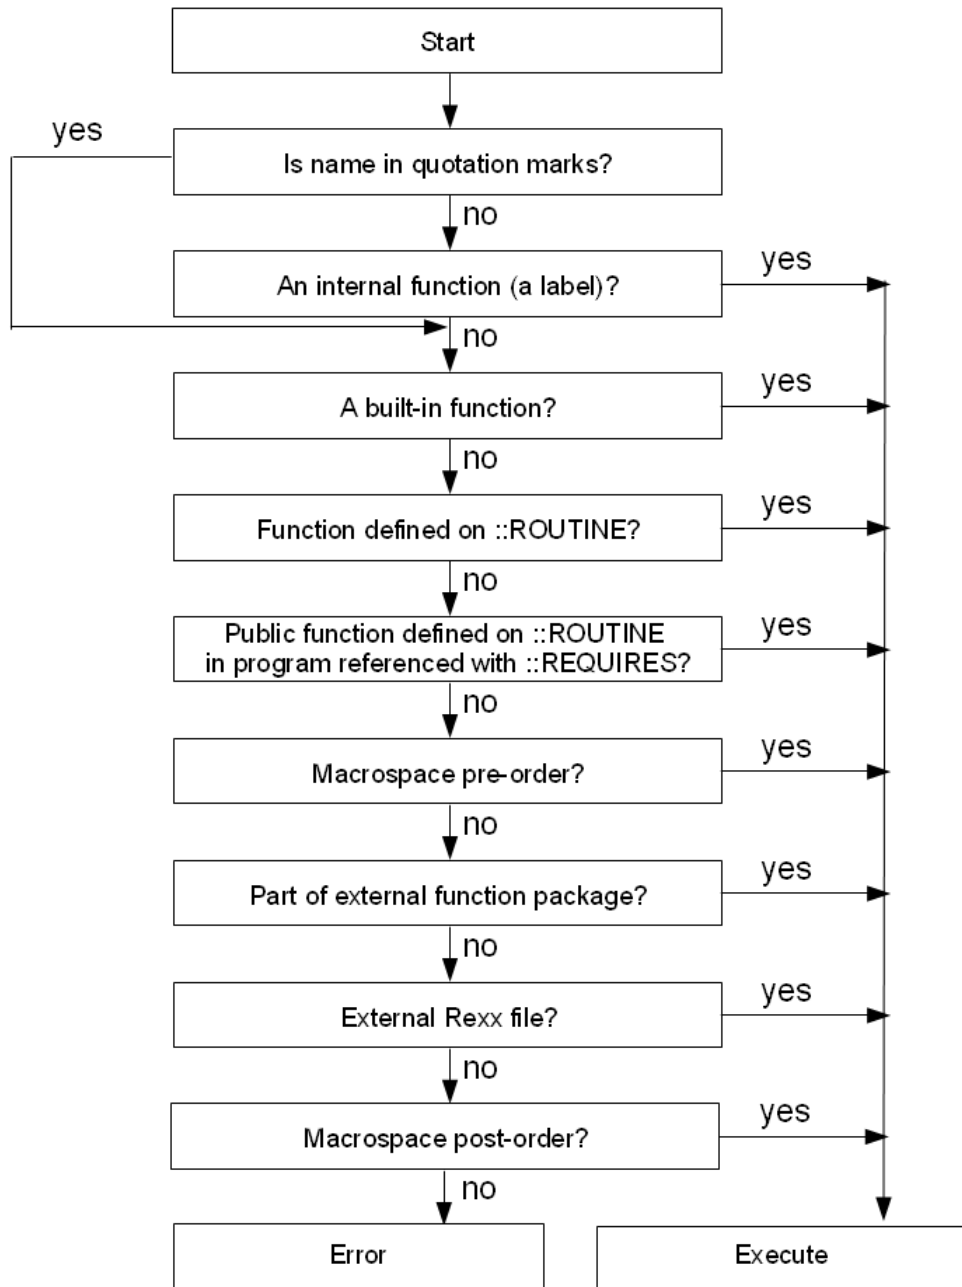 Start
yes
Is name in quotation marks?
no
yes
An internal function (a label)?
no
yes
A built-in function?
no
yes
Function defined on ::ROUTINE?
no
yes
Public function defined on ::ROUTINE
in program referenced with ::REQUIRES?
no
yes
Macrospace pre-order?
no
yes
Part of external function package?
no
yes
External Rexx file?
no
yes
Macrospace post-order?
no
Error
Execute